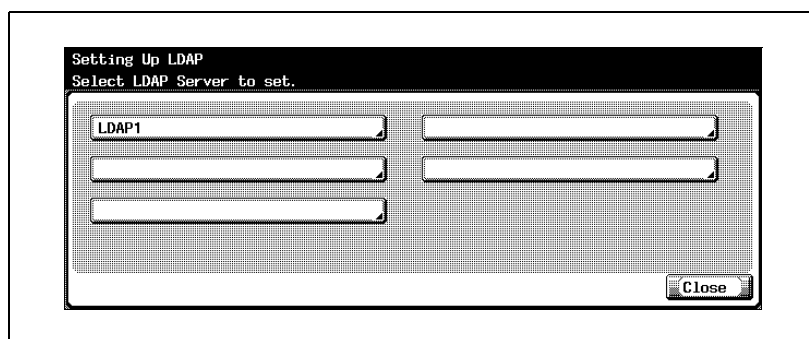 Setting Up LDAP
Select LDAP Server to set.
LDAP1
Close